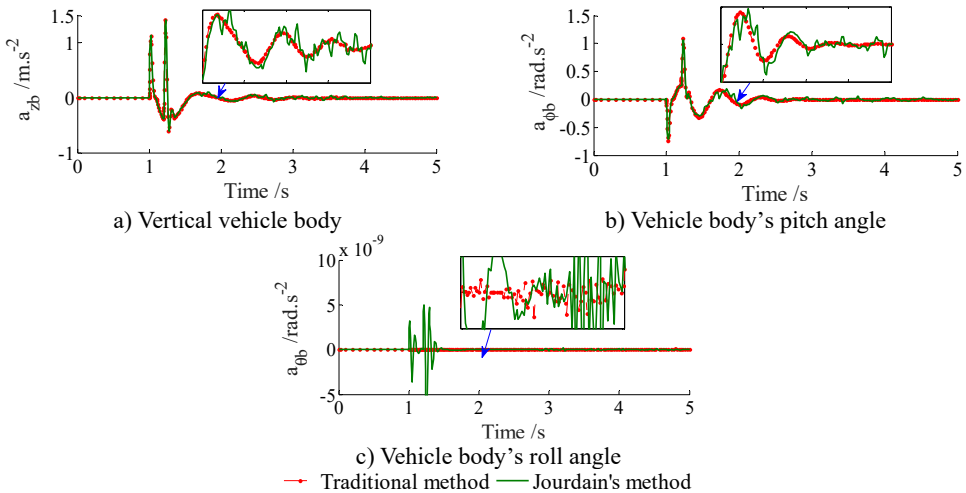 1.5
1
0
-1
a_zb /m.s^-2
0 1 2 3 4 5
Time /s
a) Vertical vehicle body
1.5
1
0.5
0
-0.5
-1
a_ϕb /rad.s^-2
0 1 2 3 4 5
Time /s
b) Vehicle body's pitch angle
x 10^-9
10
5
0
-5
a_θb /rad.s^-2
0 1 2 3 4 5
Time /s
c) Vehicle body's roll angle
Traditional method Jourdain's method